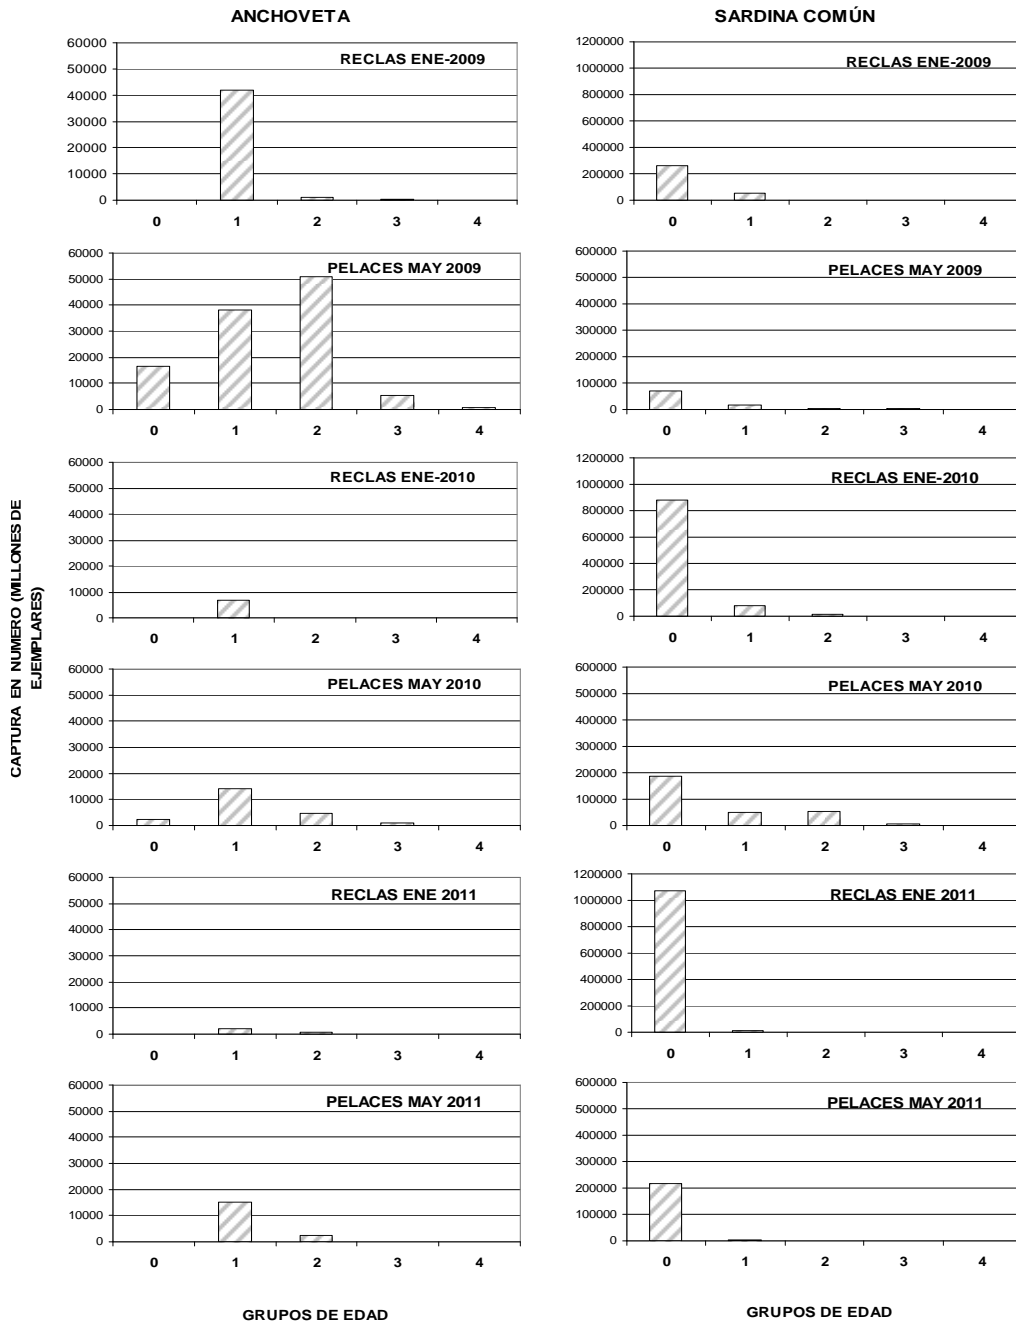 ANCHOVETA
SARDINA COMÚN
CAPTURA EN NUMERO (MILLONES DE
EJEMPLARES)
RECLAS ENE-2009
60000
50000
40000
30000
20000
10000
0
0 1 2 3 4
RECLAS ENE-2009
1200000
1000000
800000
600000
400000
200000
0
0 1 2 3 4
PELACES MAY 2009
60000
50000
40000
30000
20000
10000
0
0 1 2 3 4
PELACES MAY 2009
600000
500000
400000
300000
200000
100000
0
0 1 2 3 4
RECLAS ENE-2010
60000
50000
40000
30000
20000
10000
0
0 1 2 3 4
RECLAS ENE-2010
1200000
1000000
800000
600000
400000
200000
0
0 1 2 3 4
PELACES MAY 2010
60000
50000
40000
30000
20000
10000
0
0 1 2 3 4
PELACES MAY 2010
600000
500000
400000
300000
200000
100000
0
0 1 2 3 4
RECLAS ENE 2011
60000
50000
40000
30000
20000
10000
0
0 1 2 3 4
RECLAS ENE 2011
1200000
1000000
800000
600000
400000
200000
0
0 1 2 3 4
PELACES MAY 2011
60000
50000
40000
30000
20000
10000
0
0 1 2 3 4
PELACES MAY 2011
600000
500000
400000
300000
200000
100000
0
0 1 2 3 4
GRUPOS DE EDAD
GRUPOS DE EDAD